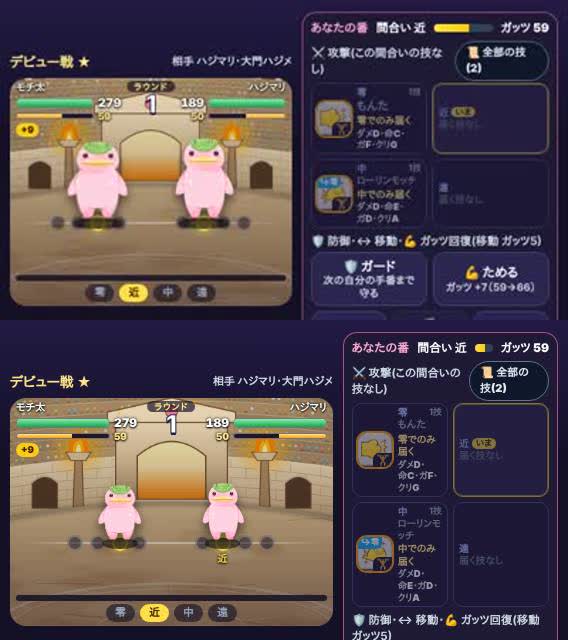 デビュー戦 ★
相手 ハジマリ・大門ハジメ
モチ太
ラウンド
ハジマリ
279
1
189
59
50
+9
零
近
中
遠
あなたの番
間合い 近
ガッツ 59
⚔ 攻撃(この間合いの技なし)
📜 全部の技(2)
零
1技
もんた
零でのみ届く
ダメD・命C・
ガF・クリG
近
いま
届く技なし
中
1技
ローリンモッチ
中でのみ届く
ダメD・命E・
ガD・クリA
遠
届く技なし
🛡 防御・↔ 移動・💪 ガッツ回復(移動 ガッツ5)
🛡 ガード
次の自分の手番まで
守る
💪 ためる
ガッツ +7(59→66)
デビュー戦 ★
相手 ハジマリ・大門ハジメ
モチ太
ラウンド
ハジマリ
279
1
189
59
50
+9
近
零
近
中
遠
あなたの番
間合い 近
ガッツ 59
⚔ 攻撃(この間合いの
技なし)
📜 全部の
技(2)
零
1技
もんた
零でのみ
届く
ダメD・
命C・ガF・
クリG
近
いま
届く技なし
中
1技
ローリンモ
ッチ
中でのみ
届く
ダメD・
命E・ガD・
クリA
遠
届く技なし
🛡 防御・↔ 移動・💪 ガッツ回復(移動
ガッツ5)